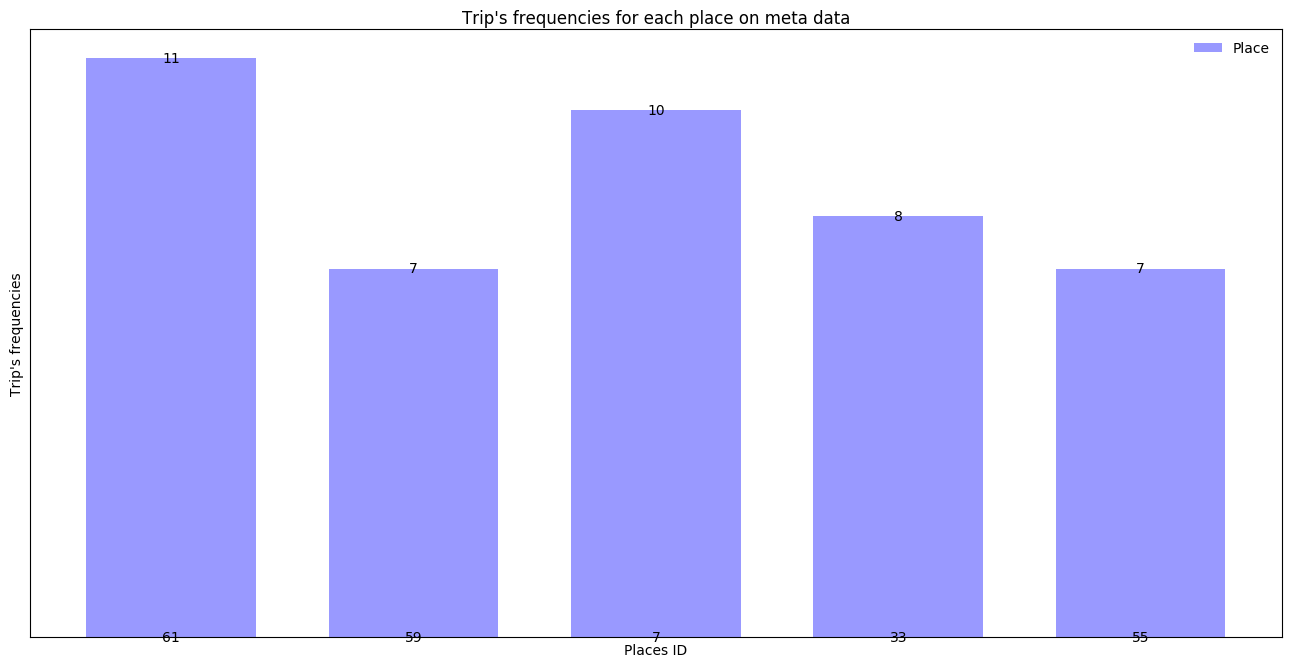 Trip's frequencies for each place on meta data
Place
11
7
10
8
7
Trip's frequencies
61
59
7
33
55
Places ID